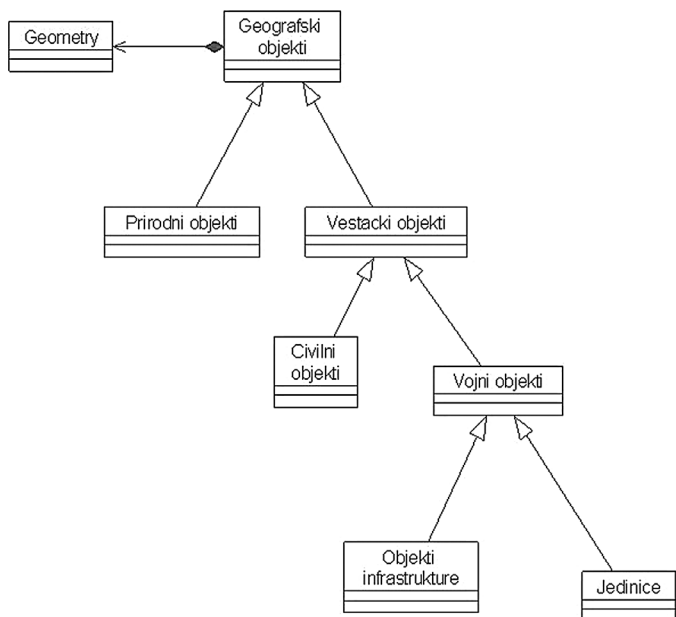 Geometry
Geografski
objekti
Prirodni objekti
Vestacki objekti
Civilni
objekti
Vojni objekti
Objekti
infrastrukture
Jedinice